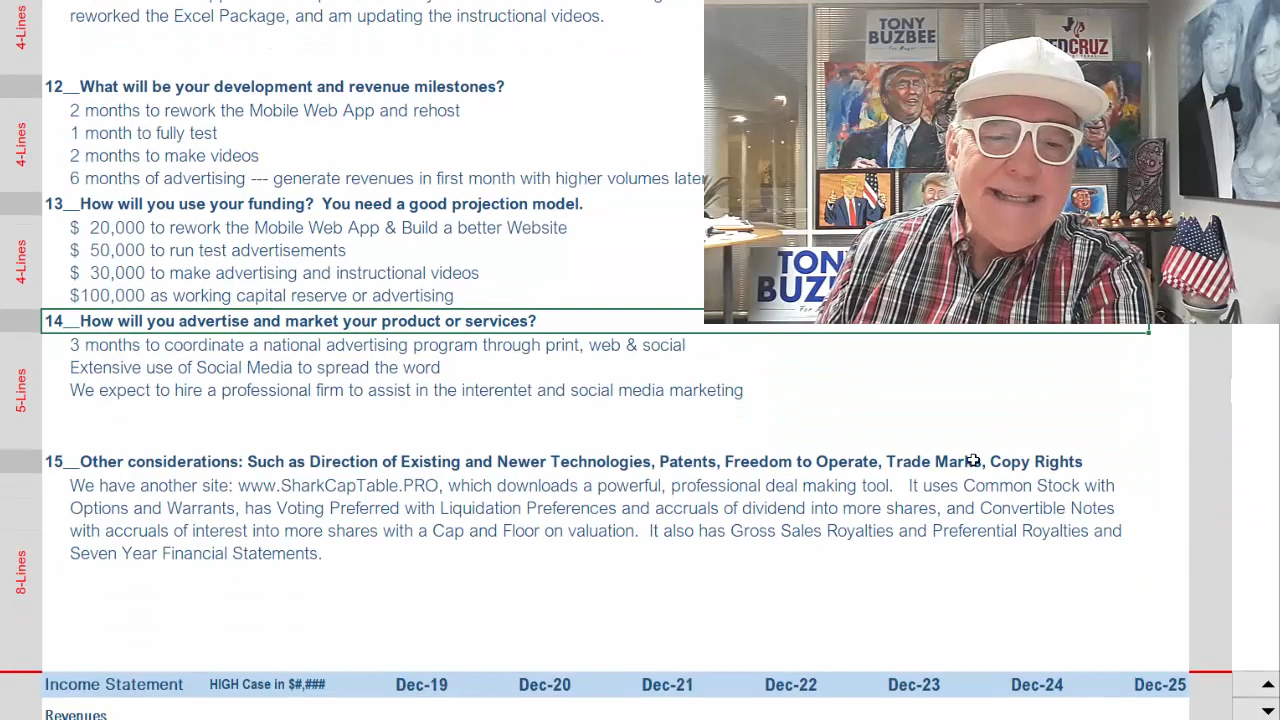 reworked the Excel Package, and am updating the instructional videos.
12__What will be your development and revenue milestones?
2 months to rework the Mobile Web App and rehost
1 month to fully test
2 months to make videos
6 months of advertising --- generate revenues in first month with higher volumes later
13__How will you use your funding? You need a good projection model.
$ 20,000 to rework the Mobile Web App & Build a better Website
$ 50,000 to run test advertisements
$ 30,000 to make advertising and instructional videos
$100,000 as working capital reserve or advertising
14__How will you advertise and market your product or services?
3 months to coordinate a national advertising program through print, web & social
Extensive use of Social Media to spread the word
We expect to hire a professional firm to assist in the interentet and social media marketing
15__Other considerations: Such as Direction of Existing and Newer Technologies, Patents, Freedom to Operate, Trade Marks, Copy Rights
We have another site: www.SharkCapTable.PRO, which downloads a powerful, professional deal making tool. It uses Common Stock with
Options and Warrants, has Voting Preferred with Liquidation Preferences and accruals of dividend into more shares, and Convertible Notes
with accruals of interest into more shares with a Cap and Floor on valuation. It also has Gross Sales Royalties and Preferential Royalties and
Seven Year Financial Statements.
Income Statement HIGH Case in $#,### Dec-19 Dec-20 Dec-21 Dec-22 Dec-23 Dec-24 Dec-25
Revenues
4-Lines
4-Lines
4-Lines
5-Lines
8-Lines
TONY
BUZBEE
for Mayor
CRUZ